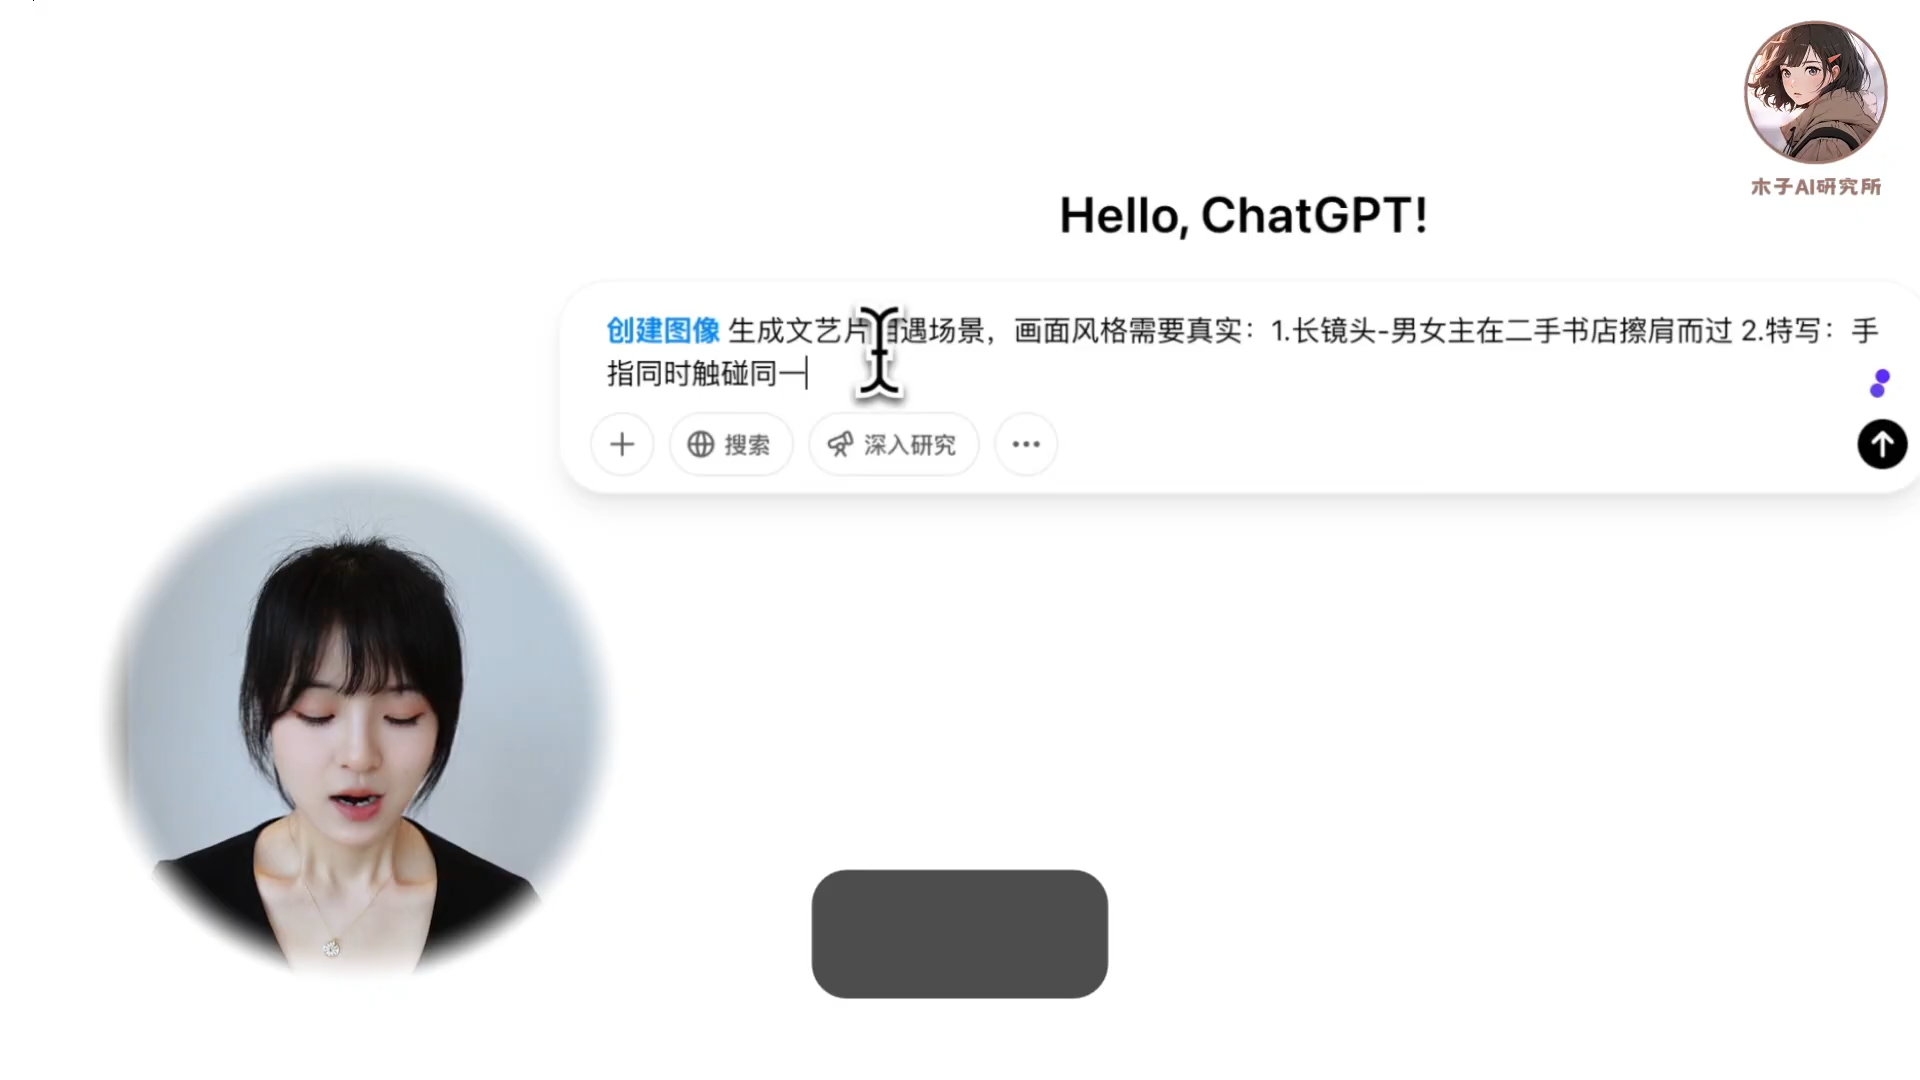 木子AI研究所
Hello, ChatGPT!
创建图像 生成文艺片相遇场景，画面风格需要真实：1.长镜头-男女主在二手书店擦肩而过 2.特写：手
指同时触碰同一
搜索
深入研究